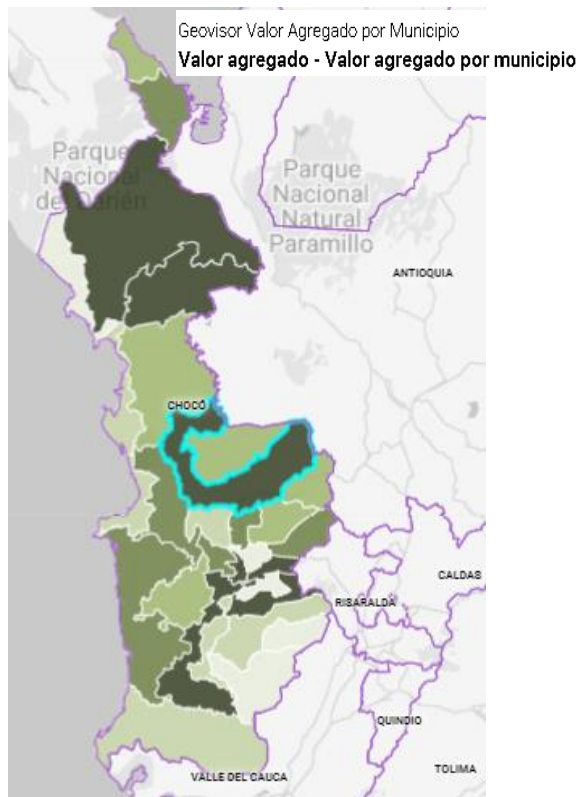 Geovisor Valor Agregado por Municipio
Valor agregado - Valor agregado por municipio
Parque
Nacional
del Darién
Parque
Nacional
Natural
Paramillo
ANTIOQUIA
CHOCÓ
CALDAS
RISARALDA
QUINDIO
TOLIMA
VALLE DEL CAUCA